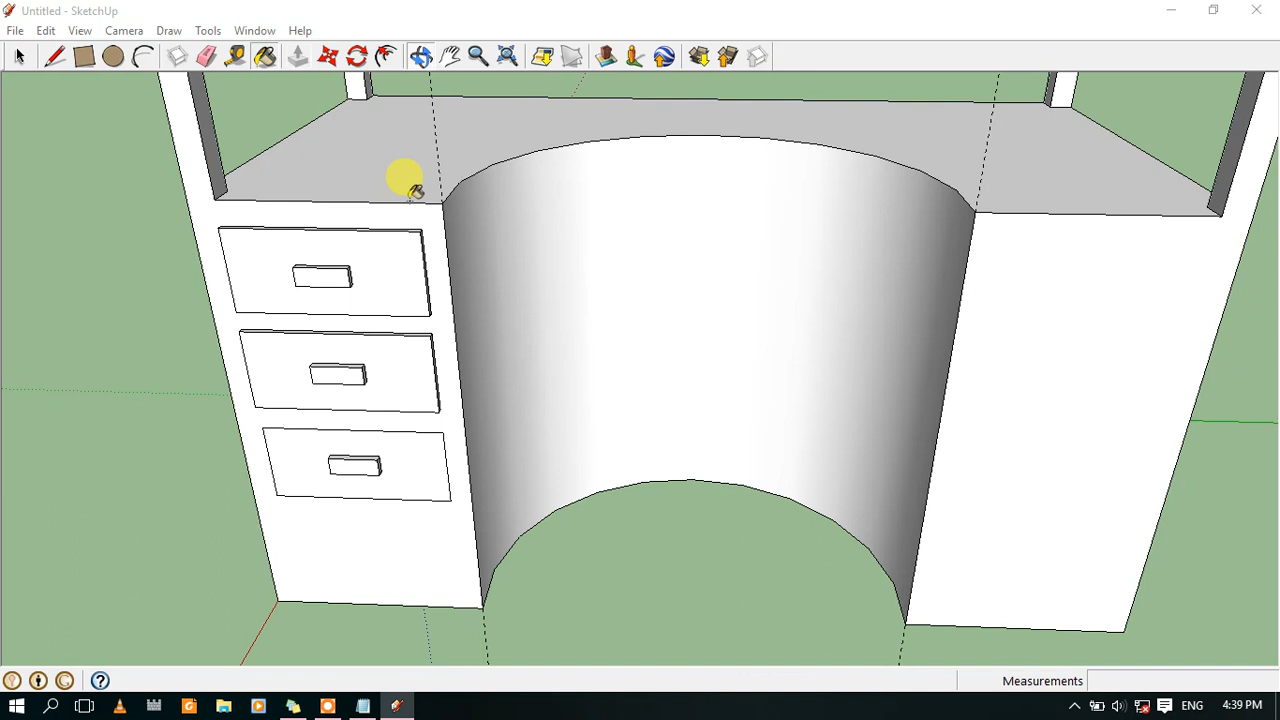 Untitled - SketchUp
File Edit View Camera Draw Tools Window Help
Measurements
ENG 4:39 PM